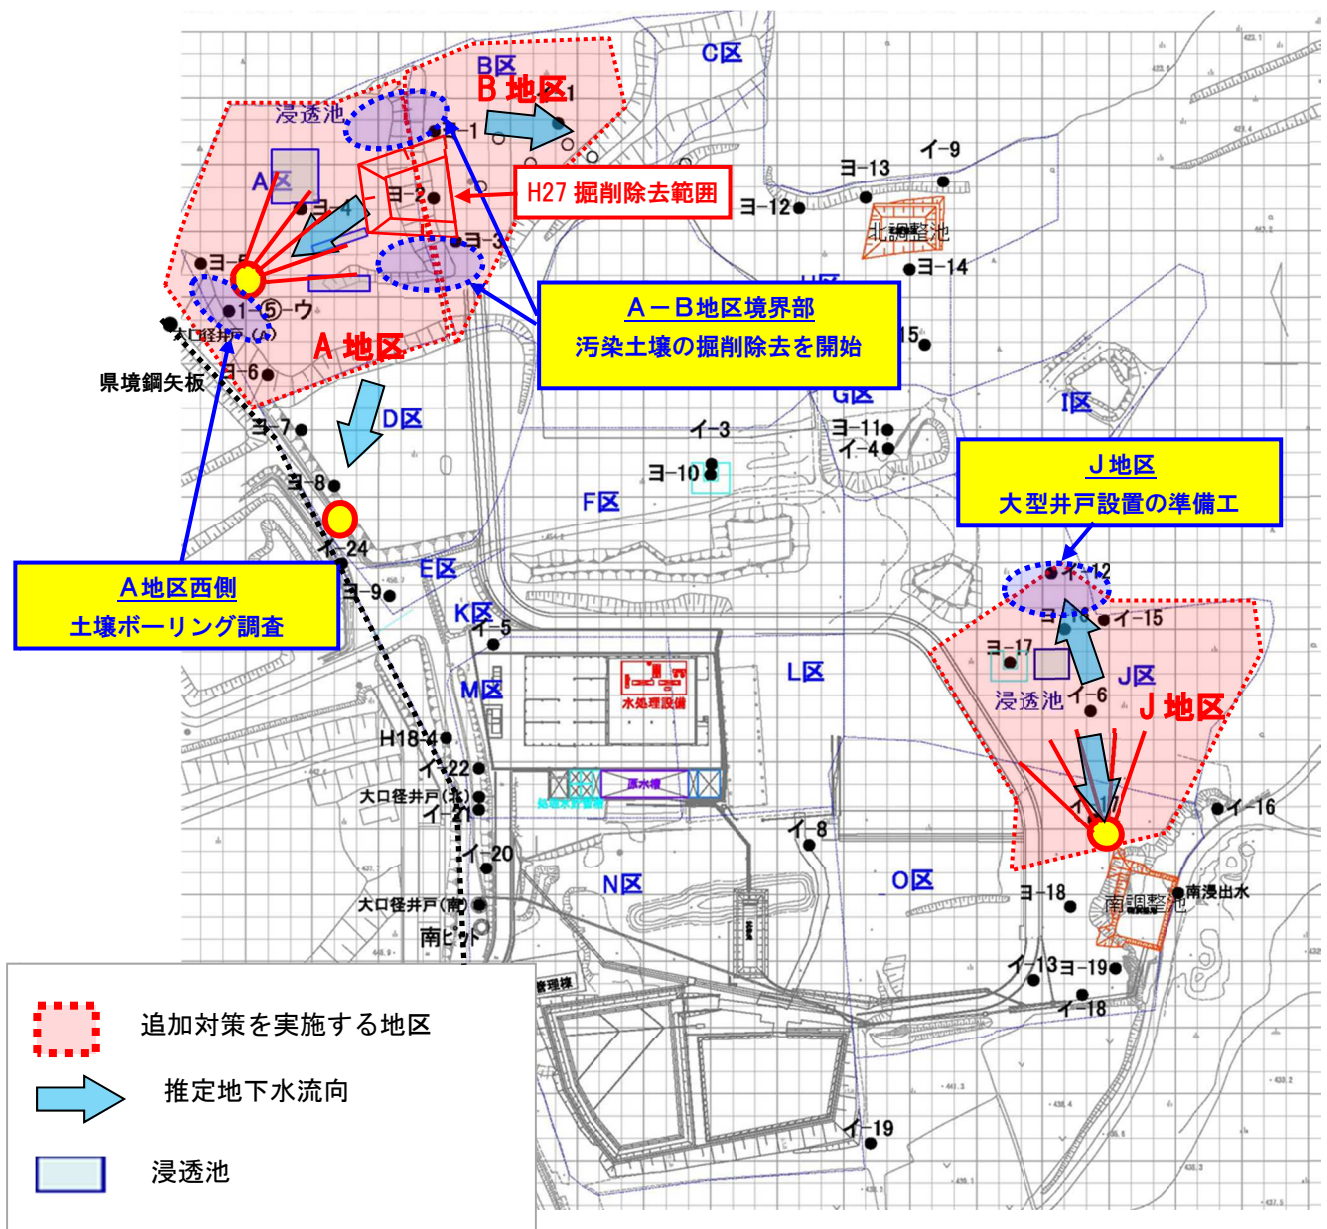 B区
C区
B 地区
イ-1
浸透池
ヨ-1
A区
ヨ-2
H27 掘削除去範囲
ヨ-13
イ-9
ヨ-12
ヨ-4
ヨ-3
北調整池
ヨ-14
ヨ-5
1-⑤-ウ
大口径井戸(A)
A 地区
A－B地区境界部
汚染土壌の掘削除去を開始
15
ヨ-6
県境鋼矢板
D区
G区
I区
ヨ-7
イ-3
ヨ-11
イ-4
ヨ-10
J地区
大型井戸設置の準備工
ヨ-8
F区
イ-24
E区
ヨ-9
A地区西側
土壌ボーリング調査
イ-12
K区
イ-5
ヨ-16
イ-15
ヨ-17
L区
J区
M区
水処理設備
浸透池
イ-6
J 地区
H18-4
イ-22
原水槽
大口径井戸(北)
イ-21
イ-17
イ-16
イ-8
イ-20
N区
O区
大口径井戸(南)
ヨ-18
南調整池
南浸出水
南ピット
管理棟
イ-13
ヨ-19
イ-18
イ-19
追加対策を実施する地区
推定地下水流向
浸透池